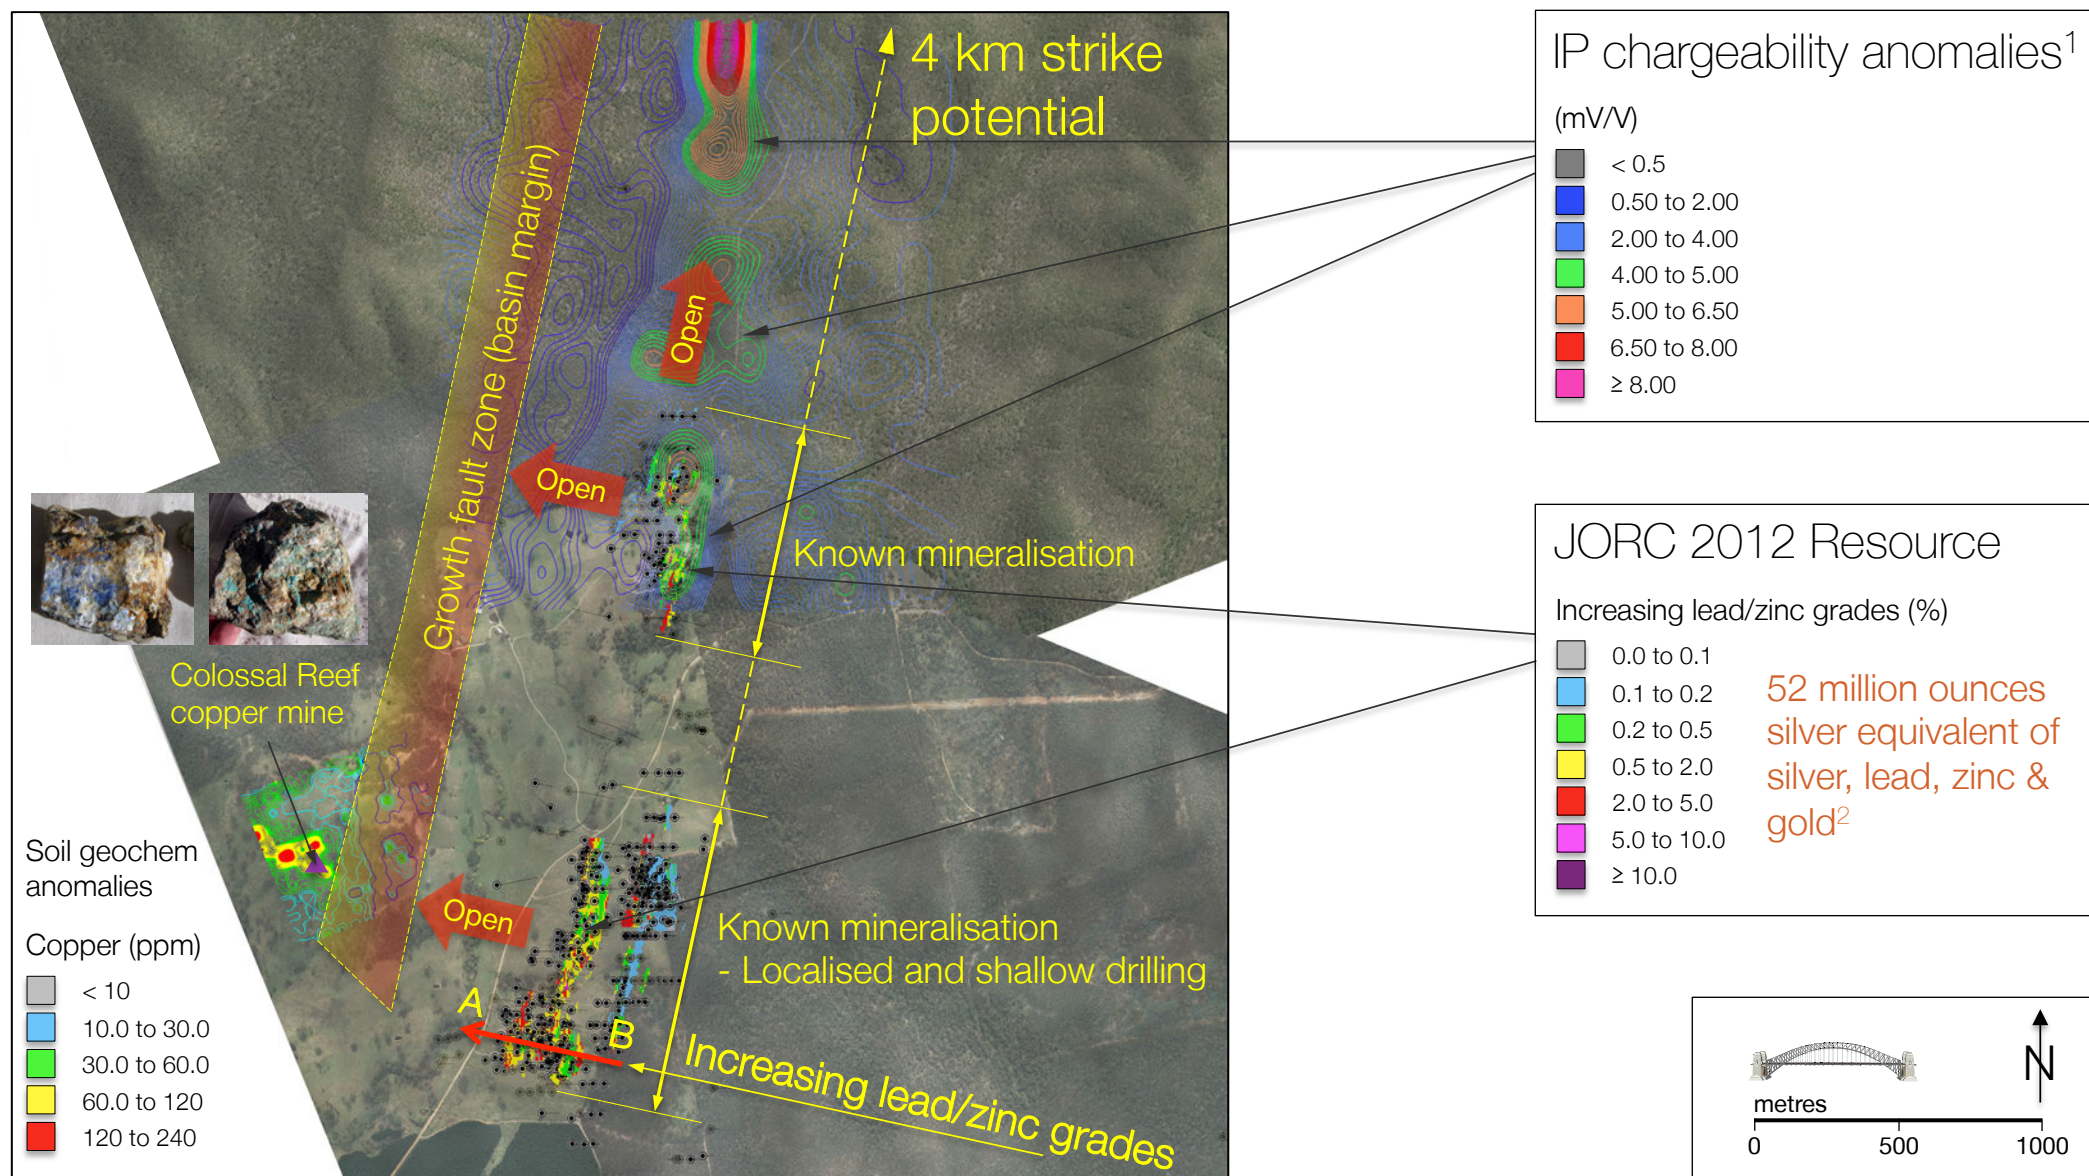 4 km strike
potential
Growth fault zone (basin margin)
Open
Open
Known mineralisation
Colossal Reef
copper mine
Open
Known mineralisation
- Localised and shallow drilling
A
B
Increasing lead/zinc grades
Soil geochem
anomalies
Copper (ppm)
< 10
10.0 to 30.0
30.0 to 60.0
60.0 to 120
120 to 240
IP chargeability anomalies¹
(mV/V)
< 0.5
0.50 to 2.00
2.00 to 4.00
4.00 to 5.00
5.00 to 6.50
6.50 to 8.00
≥ 8.00
JORC 2012 Resource
Increasing lead/zinc grades (%)
0.0 to 0.1
0.1 to 0.2
0.2 to 0.5
0.5 to 2.0
2.0 to 5.0
5.0 to 10.0
≥ 10.0
52 million ounces
silver equivalent of
silver, lead, zinc &
gold²
N
metres
0 500 1000